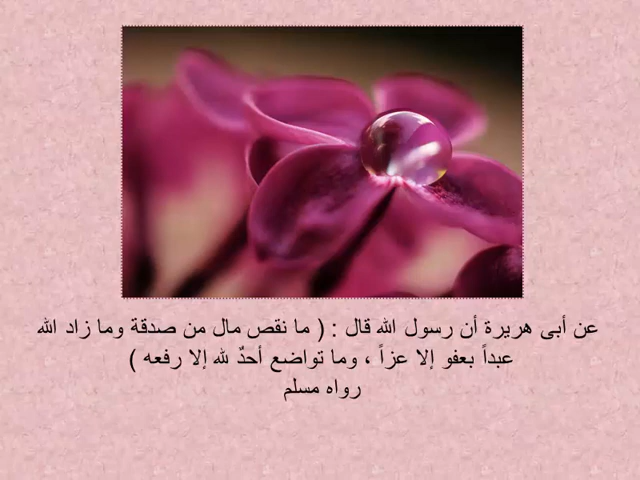 عن أبى هريرة أن رسول الله قال : ( ما نقص مال من صدقة وما زاد الله
عبداً بعفو إلا عزاً ، وما تواضع أحدٌ لله إلا رفعه )
رواه مسلم